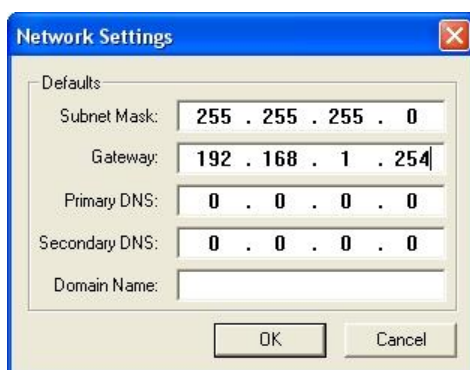 Network Settings
Defaults
Subnet Mask: 255 . 255 . 255 . 0
Gateway: 192 . 168 . 1 . 254
Primary DNS: 0 . 0 . 0 . 0
Secondary DNS: 0 . 0 . 0 . 0
Domain Name:
OK Cancel